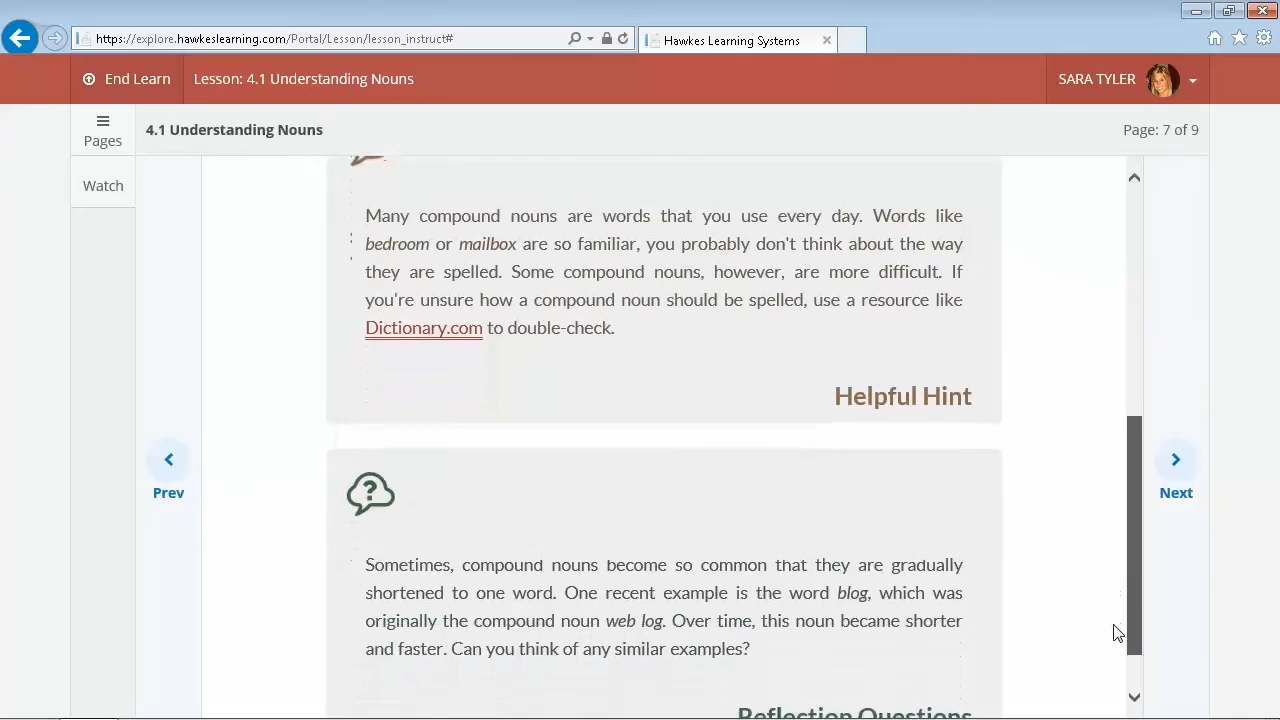 https://explore.hawkeslearning.com/Portal/Lesson/lesson_instruct#
Hawkes Learning Systems
End Learn
Lesson: 4.1 Understanding Nouns
SARA TYLER
Pages
4.1 Understanding Nouns
Page: 7 of 9
Watch
Many compound nouns are words that you use every day. Words like
bedroom or mailbox are so familiar, you probably don't think about the way
they are spelled. Some compound nouns, however, are more difficult. If
you're unsure how a compound noun should be spelled, use a resource like
Dictionary.com to double-check.
Helpful Hint
Prev
Next
Sometimes, compound nouns become so common that they are gradually
shortened to one word. One recent example is the word blog, which was
originally the compound noun web log. Over time, this noun became shorter
and faster. Can you think of any similar examples?
Reflection Questions